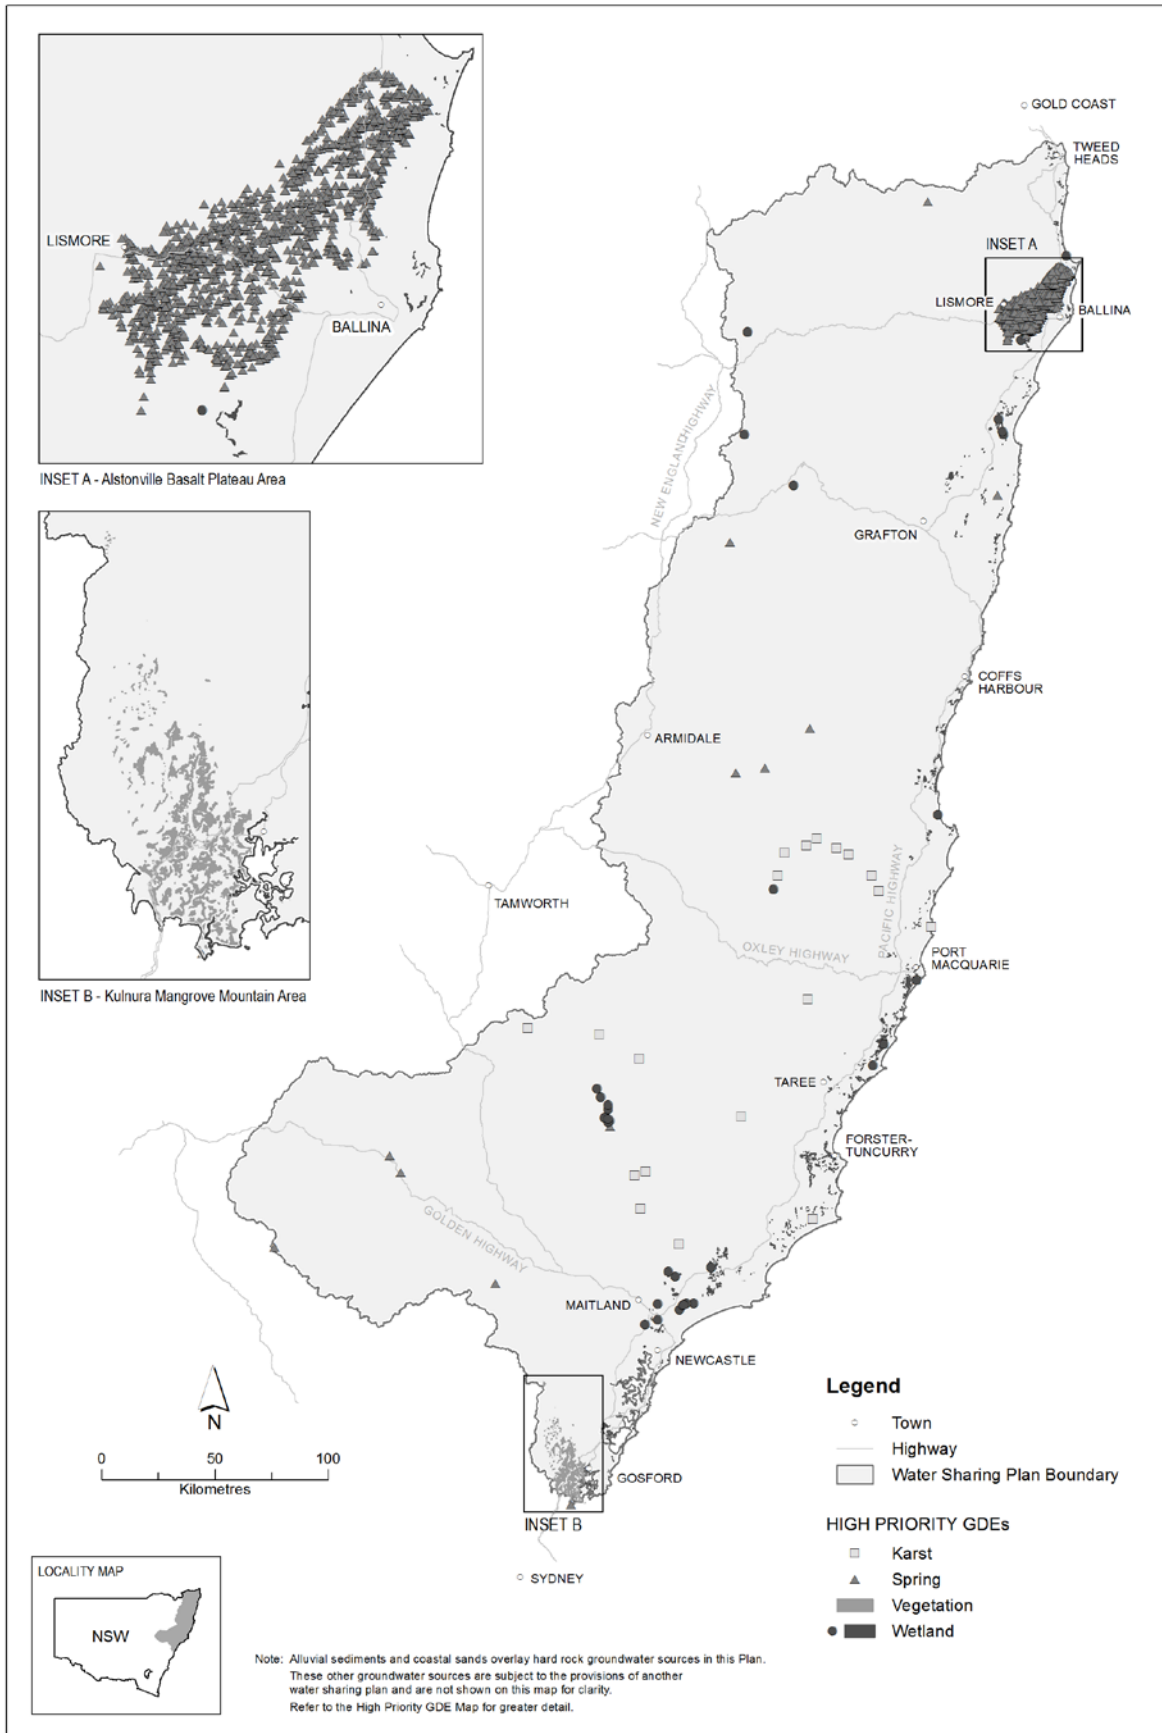 GOLD COAST
TWEED
HEADS
INSET A
LISMORE
BALLINA
LISMORE
BALLINA
INSET A - Alstonville Basalt Plateau Area
NEW ENGLAND HIGHWAY
GRAFTON
COFFS
HARBOUR
ARMIDALE
TAMWORTH
PACIFIC HIGHWAY
OXLEY HIGHWAY
PORT
MACQUARIE
INSET B - Kulnura Mangrove Mountain Area
TAREE
FORSTER-
TUNCURRY
GOLDEN HIGHWAY
MAITLAND
NEWCASTLE
GOSFORD
INSET B
SYDNEY
N
0 50 100
Kilometres
Legend
Town
Highway
Water Sharing Plan Boundary
HIGH PRIORITY GDEs
Karst
Spring
Vegetation
Wetland
LOCALITY MAP
NSW
Note: Alluvial sediments and coastal sands overlay hard rock groundwater sources in this Plan.
These other groundwater sources are subject to the provisions of another
water sharing plan and are not shown on this map for clarity.
Refer to the High Priority GDE Map for greater detail.